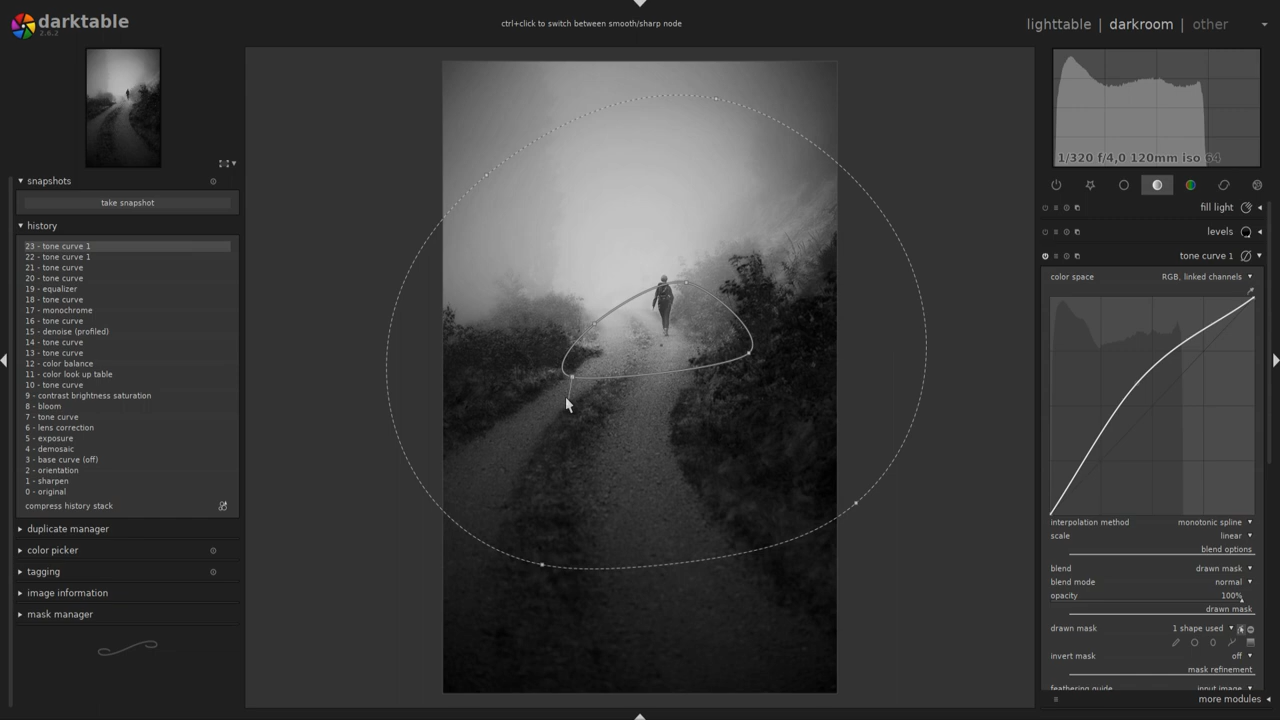 darktable
2.6.2
ctrl+click to switch between smooth/sharp node
lighttable | darkroom | other
1/320 f/4,0 120mm iso 64
snapshots
take snapshot
history
23 - tone curve 1
22 - tone curve 1
21 - tone curve
20 - tone curve
19 - equalizer
18 - tone curve
17 - monochrome
16 - tone curve
15 - denoise (profiled)
14 - tone curve
13 - tone curve
12 - color balance
11 - color look up table
10 - tone curve
9 - contrast brightness saturation
8 - bloom
7 - tone curve
6 - lens correction
5 - exposure
4 - demosaic
3 - base curve (off)
2 - orientation
1 - sharpen
0 - original
compress history stack
duplicate manager
color picker
tagging
image information
mask manager
fill light
levels
tone curve 1
color space RGB, linked channels
interpolation method monotonic spline
scale linear
blend options
blend drawn mask
blend mode normal
opacity 100%
drawn mask
drawn mask 1 shape used
invert mask off
mask refinement
feathering guide input image
more modules